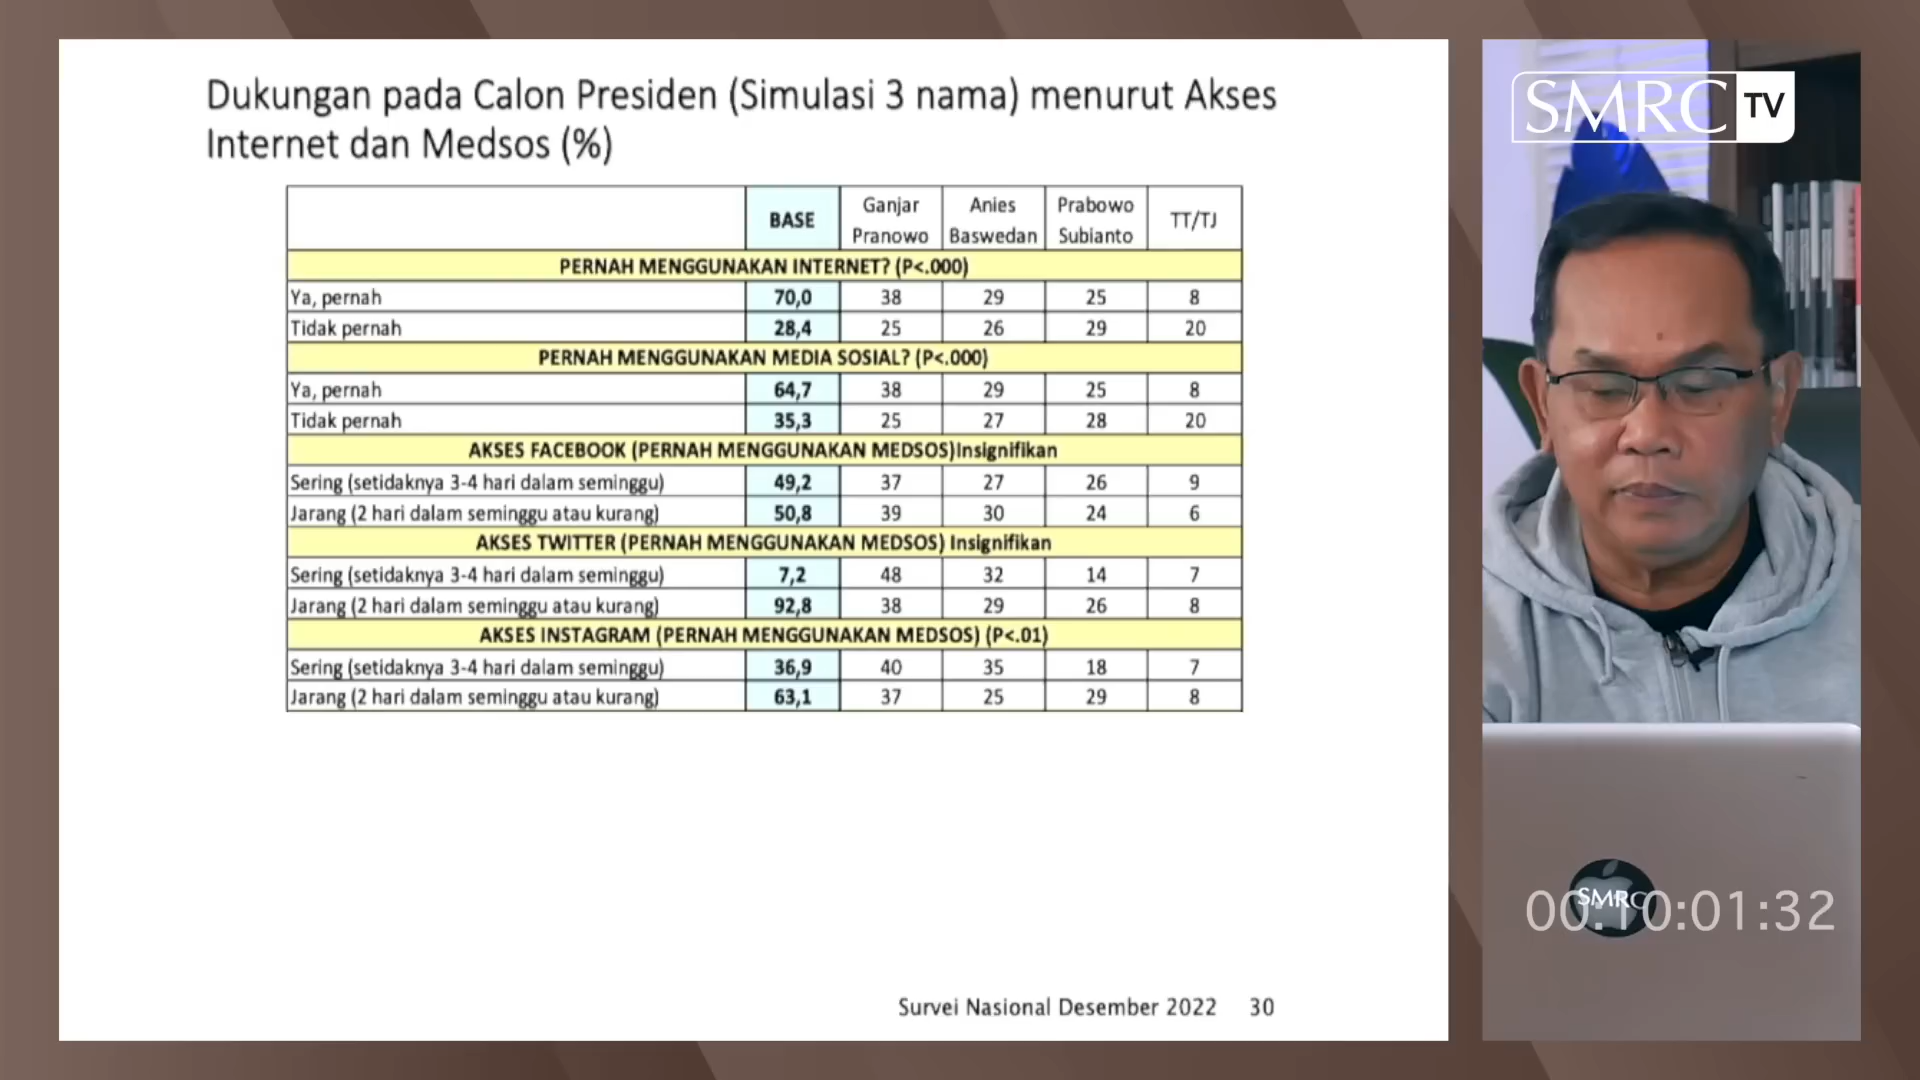 Dukungan pada Calon Presiden (Simulasi 3 nama) menurut Akses
Internet dan Medsos (%)
BASE Ganjar Pranowo Anies Baswedan Prabowo Subianto TT/TJ
PERNAH MENGGUNAKAN INTERNET? (P<.000)
Ya, pernah 70,0 38 29 25 8
Tidak pernah 28,4 25 26 29 20
PERNAH MENGGUNAKAN MEDIA SOSIAL? (P<.000)
Ya, pernah 64,7 38 29 25 8
Tidak pernah 35,3 25 27 28 20
AKSES FACEBOOK (PERNAH MENGGUNAKAN MEDSOS)Insignifikan
Sering (setidaknya 3-4 hari dalam seminggu) 49,2 37 27 26 9
Jarang (2 hari dalam seminggu atau kurang) 50,8 39 30 24 6
AKSES TWITTER (PERNAH MENGGUNAKAN MEDSOS) Insignifikan
Sering (setidaknya 3-4 hari dalam seminggu) 7,2 48 32 14 7
Jarang (2 hari dalam seminggu atau kurang) 92,8 38 29 26 8
AKSES INSTAGRAM (PERNAH MENGGUNAKAN MEDSOS) (P<.01)
Sering (setidaknya 3-4 hari dalam seminggu) 36,9 40 35 18 7
Jarang (2 hari dalam seminggu atau kurang) 63,1 37 25 29 8
Survei Nasional Desember 2022 30
SMRC TV
SMRC
00:10:01:32